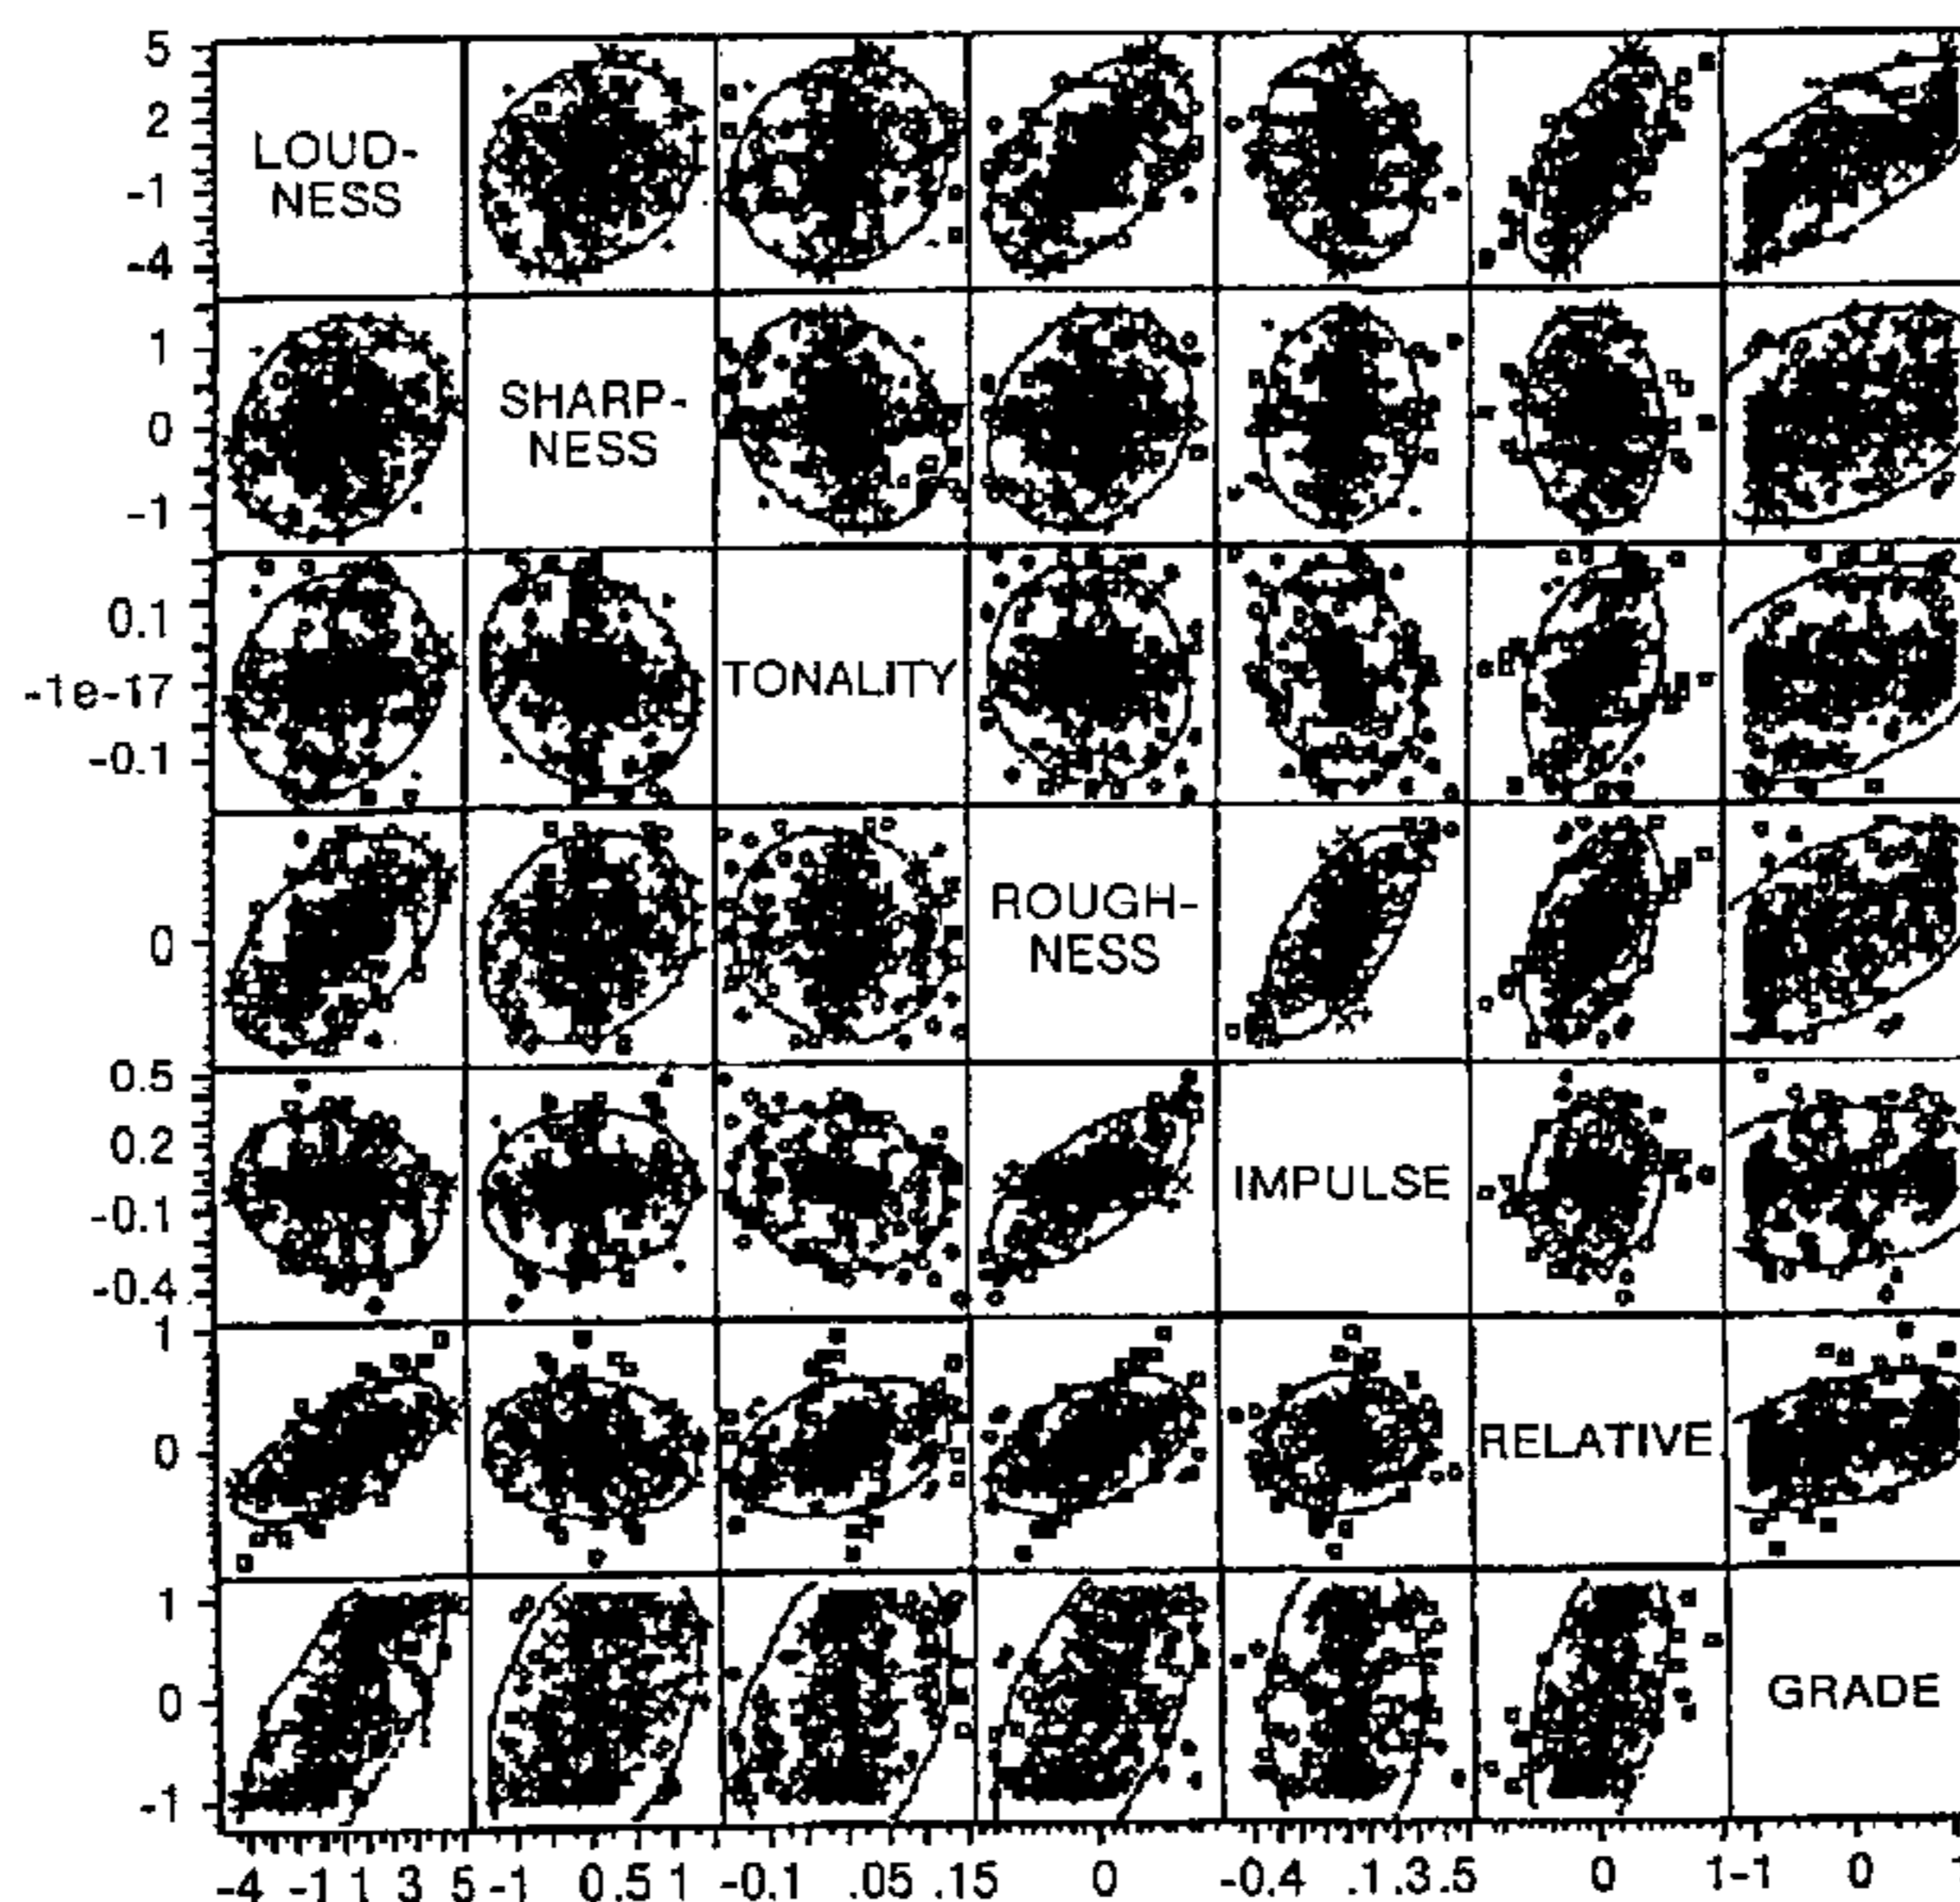 5
2
-1
-4
LOUD-
NESS
1
0
-1
SHARP-
NESS
0.1
-1e-17
-0.1
TONALITY
0
ROUGH-
NESS
0.5
0.2
-0.1
-0.4
IMPULSE
1
0
RELATIVE
1
0
-1
GRADE
-4 -1 1 3 5 -1 0.5 1 -0.1 .05 .15 0 -0.4 .1 .3 .5 0 1 -1 0 1